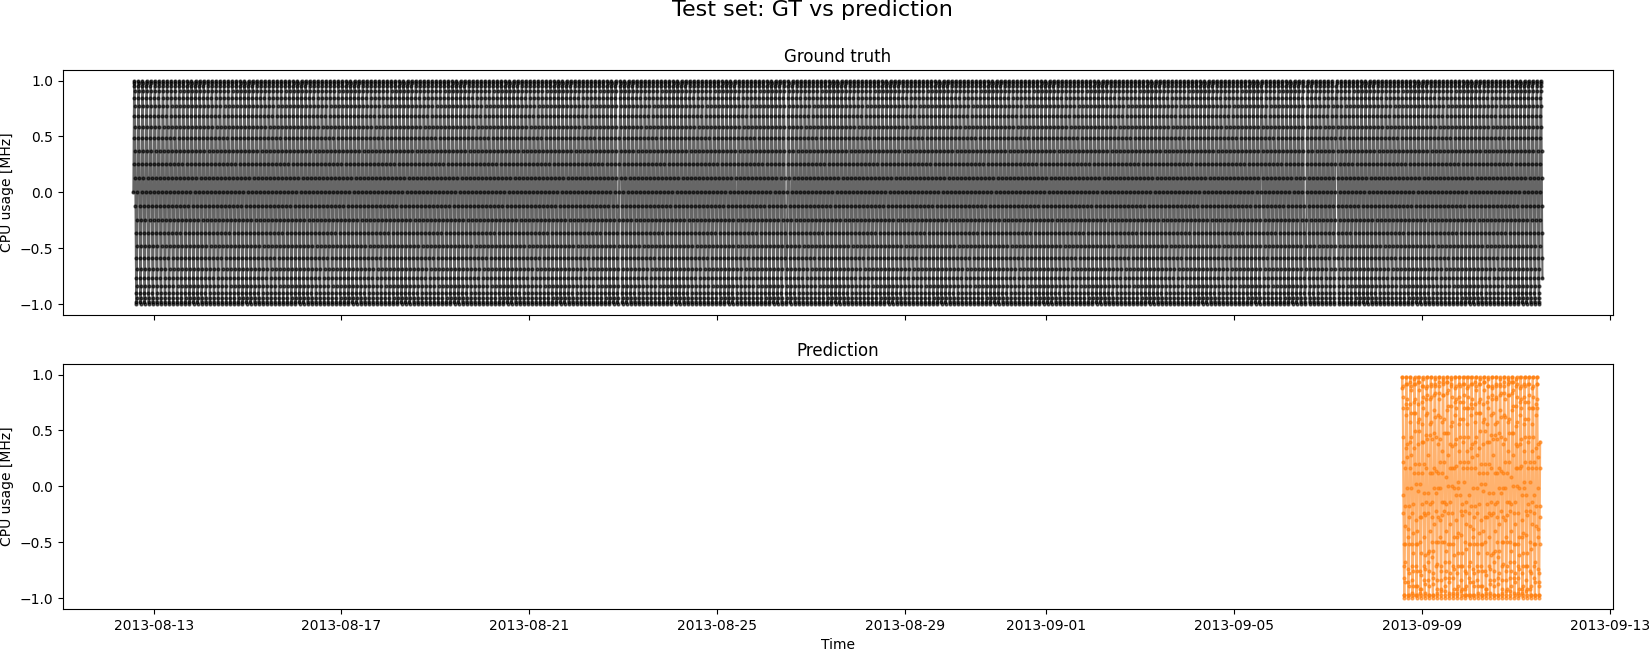 Test set: GT vs prediction
Ground truth
CPU usage [MHz]
1.0
0.5
0.0
−0.5
−1.0
Prediction
CPU usage [MHz]
1.0
0.5
0.0
−0.5
−1.0
2013-08-13 2013-08-17 2013-08-21 2013-08-25 2013-08-29 2013-09-01 2013-09-05 2013-09-09 2013-09-13
Time